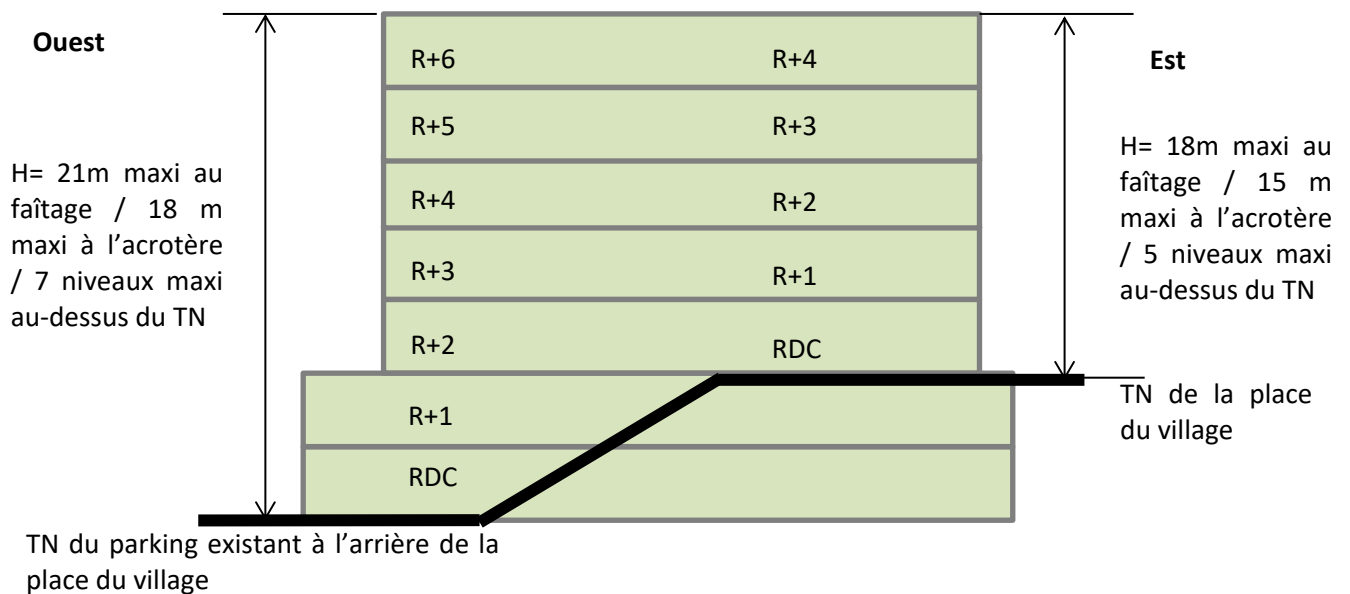 Ouest
H= 21m maxi au
faîtage / 18 m
maxi à l’acrotère
/ 7 niveaux maxi
au-dessus du TN
R+6
R+5
R+4
R+3
R+2
R+1
RDC
R+4
R+3
R+2
R+1
RDC
Est
H= 18m maxi au
faîtage / 15 m
maxi à l’acrotère
/ 5 niveaux maxi
au-dessus du TN
TN de la place
du village
TN du parking existant à l’arrière de la
place du village